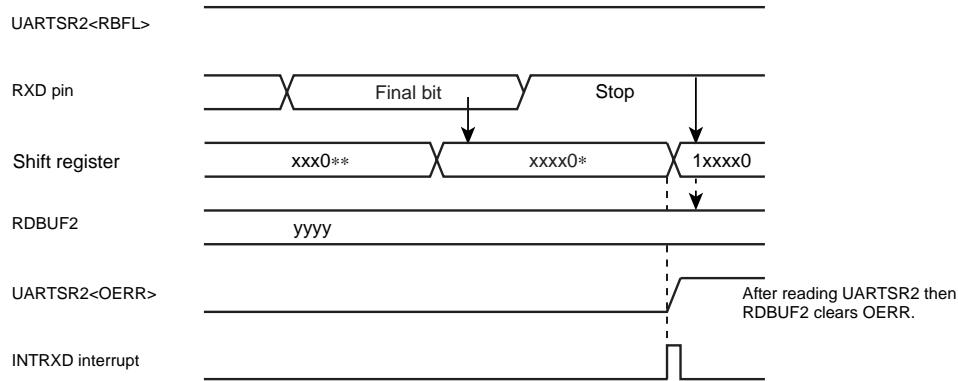 UARTSR2<RBFL>
RXD pin
Final bit
Stop
Shift register
xxx0**
xxxx0*
1xxxx0
RDBUF2
yyyy
UARTSR2<OERR>
After reading UARTSR2 then
RDBUF2 clears OERR.
INTRXD interrupt